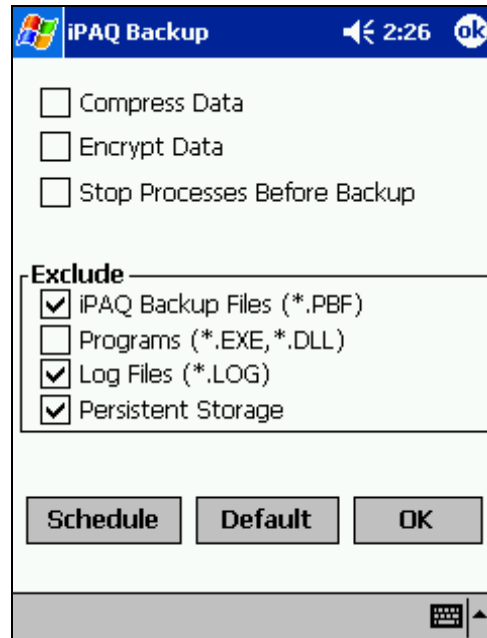 iPAQ Backup 2:26 ok
Compress Data
Encrypt Data
Stop Processes Before Backup
Exclude
iPAQ Backup Files (*.PBF)
Programs (*.EXE,*.DLL)
Log Files (*.LOG)
Persistent Storage
Schedule Default OK